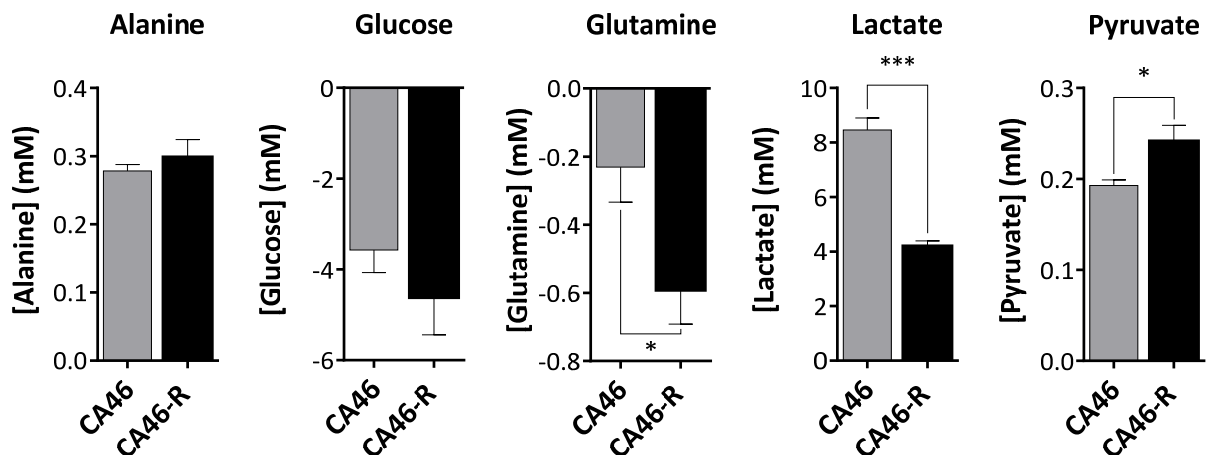 Alanine
[Alanine] (mM)
0.4
0.3
0.2
0.1
0.0
CA46
CA46-R
Glucose
[Glucose] (mM)
0
-2
-4
-6
CA46
CA46-R
Glutamine
[Glutamine] (mM)
0.0
-0.2
-0.4
-0.6
-0.8
*
CA46
CA46-R
Lactate
[Lactate] (mM)
***
10
8
6
4
2
0
CA46
CA46-R
Pyruvate
[Pyruvate] (mM)
*
0.3
0.2
0.1
0.0
CA46
CA46-R